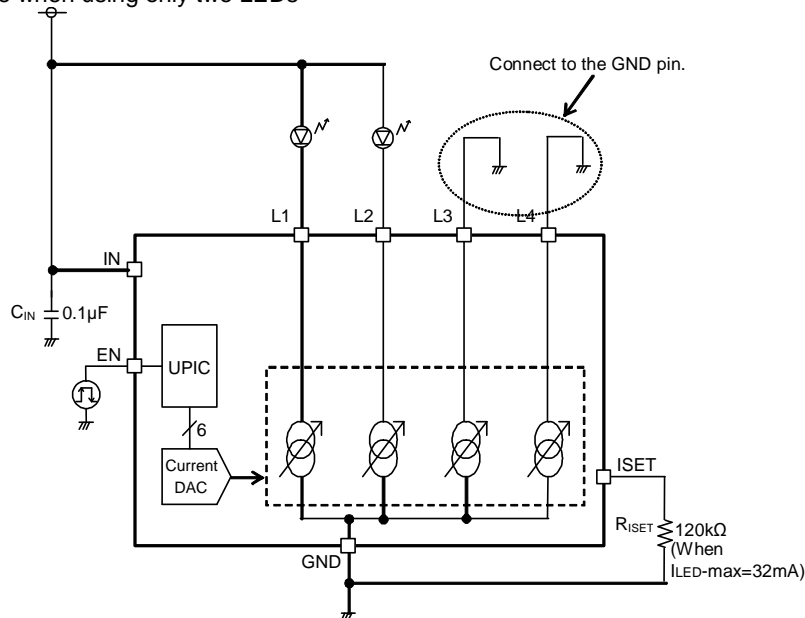 when using only two LEDs
Connect to the GND pin.
L1
L2
L3
L4
IN
CIN
0.1µF
EN
UPIC
6
Current
DAC
ISET
RISET
120kΩ
(When
ILED-max=32mA)
GND